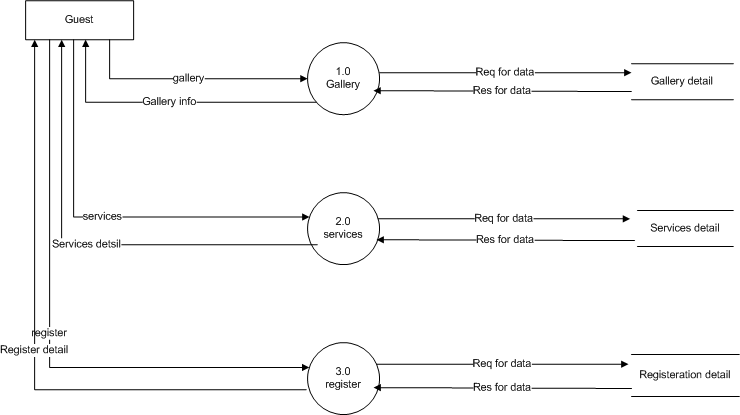 Guest
gallery
Gallery info
1.0
Gallery
Req for data
Res for data
Gallery detail
services
Services detsil
2.0
services
Req for data
Res for data
Services detail
register
Register detail
3.0
register
Req for data
Res for data
Registeration detail